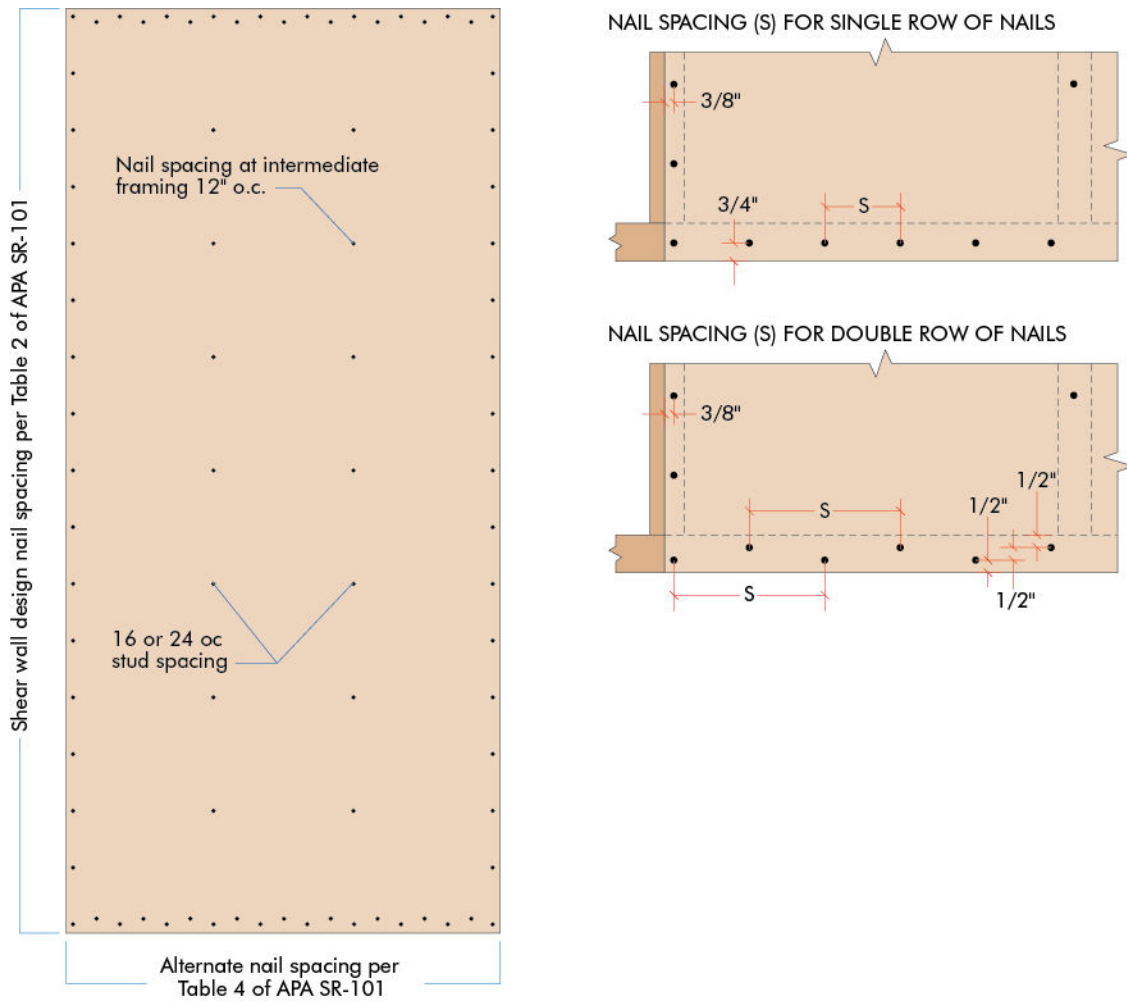 Shear wall design nail spacing per Table 2 of APA SR-101
Nail spacing at intermediate
framing 12" o.c.
16 or 24 oc
stud spacing
Alternate nail spacing per
Table 4 of APA SR-101
NAIL SPACING (S) FOR SINGLE ROW OF NAILS
3/8"
3/4"
S
NAIL SPACING (S) FOR DOUBLE ROW OF NAILS
3/8"
S
1/2"
1/2"
S
1/2"